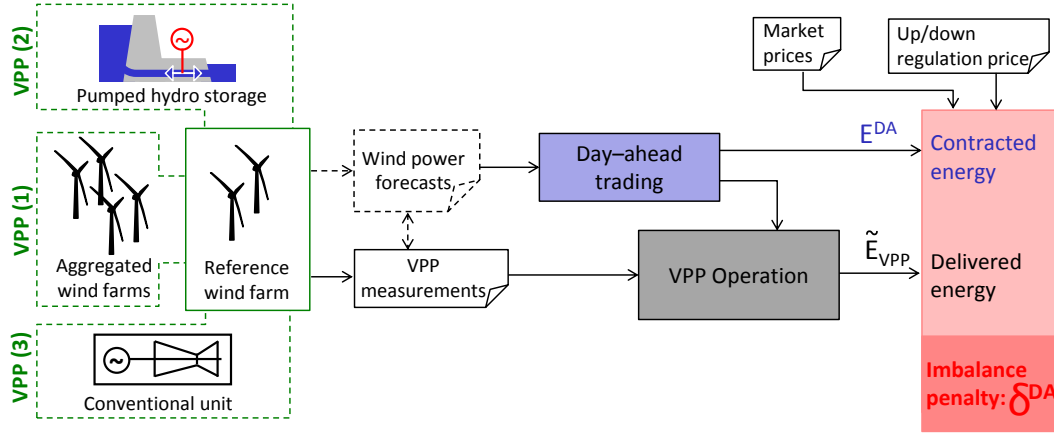 VPP (2)
Pumped hydro storage
VPP (1)
Aggregated
wind farms
Reference
wind farm
VPP (3)
~
Conventional unit
Wind power
forecasts
VPP
measurements
Day–ahead
trading
VPP Operation
Market
prices
Up/down
regulation price
E^DA
Ẽ_VPP
Contracted
energy
Delivered
energy
Imbalance
penalty: δ^DA